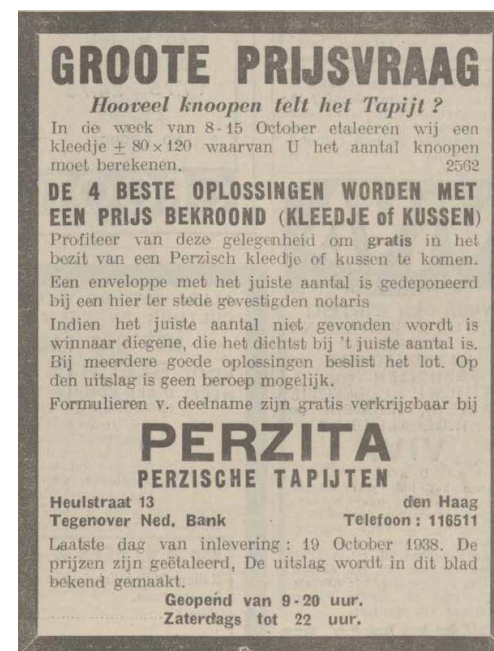 GROOTE PRIJSVRAAG
Hooveel knoopen telt het Tapijt ?
In de week van 8-15 October etaleeren wij een
kleedje ± 80 × 120 waarvan U het aantal knoopen
moet berekenen. 2562
DE 4 BESTE OPLOSSINGEN WORDEN MET
EEN PRIJS BEKROOND (KLEEDJE of KUSSEN)
Profiteer van deze gelegenheid om gratis in het
bezit van een Perzisch kleedje of kussen te komen.
Een enveloppe met het juiste aantal is gedeponeerd
bij een hier ter stede gevestigden notaris
Indien het juiste aantal niet gevonden wordt is
winnaar diegene, die het dichtst bij 't juiste aantal is.
Bij meerdere goede oplossingen beslist het lot. Op
den uitslag is geen beroep mogelijk.
Formulieren v. deelname zijn gratis verkrijgbaar bij
PERZITA
PERZISCHE TAPIJTEN
Heulstraat 13 den Haag
Tegenover Ned. Bank Telefoon : 116511
Laatste dag van inlevering : 19 October 1938. De
prijzen zijn geëtaleerd, De uitslag wordt in dit blad
bekend gemaakt.
Geopend van 9-20 uur.
Zaterdags tot 22 uur.